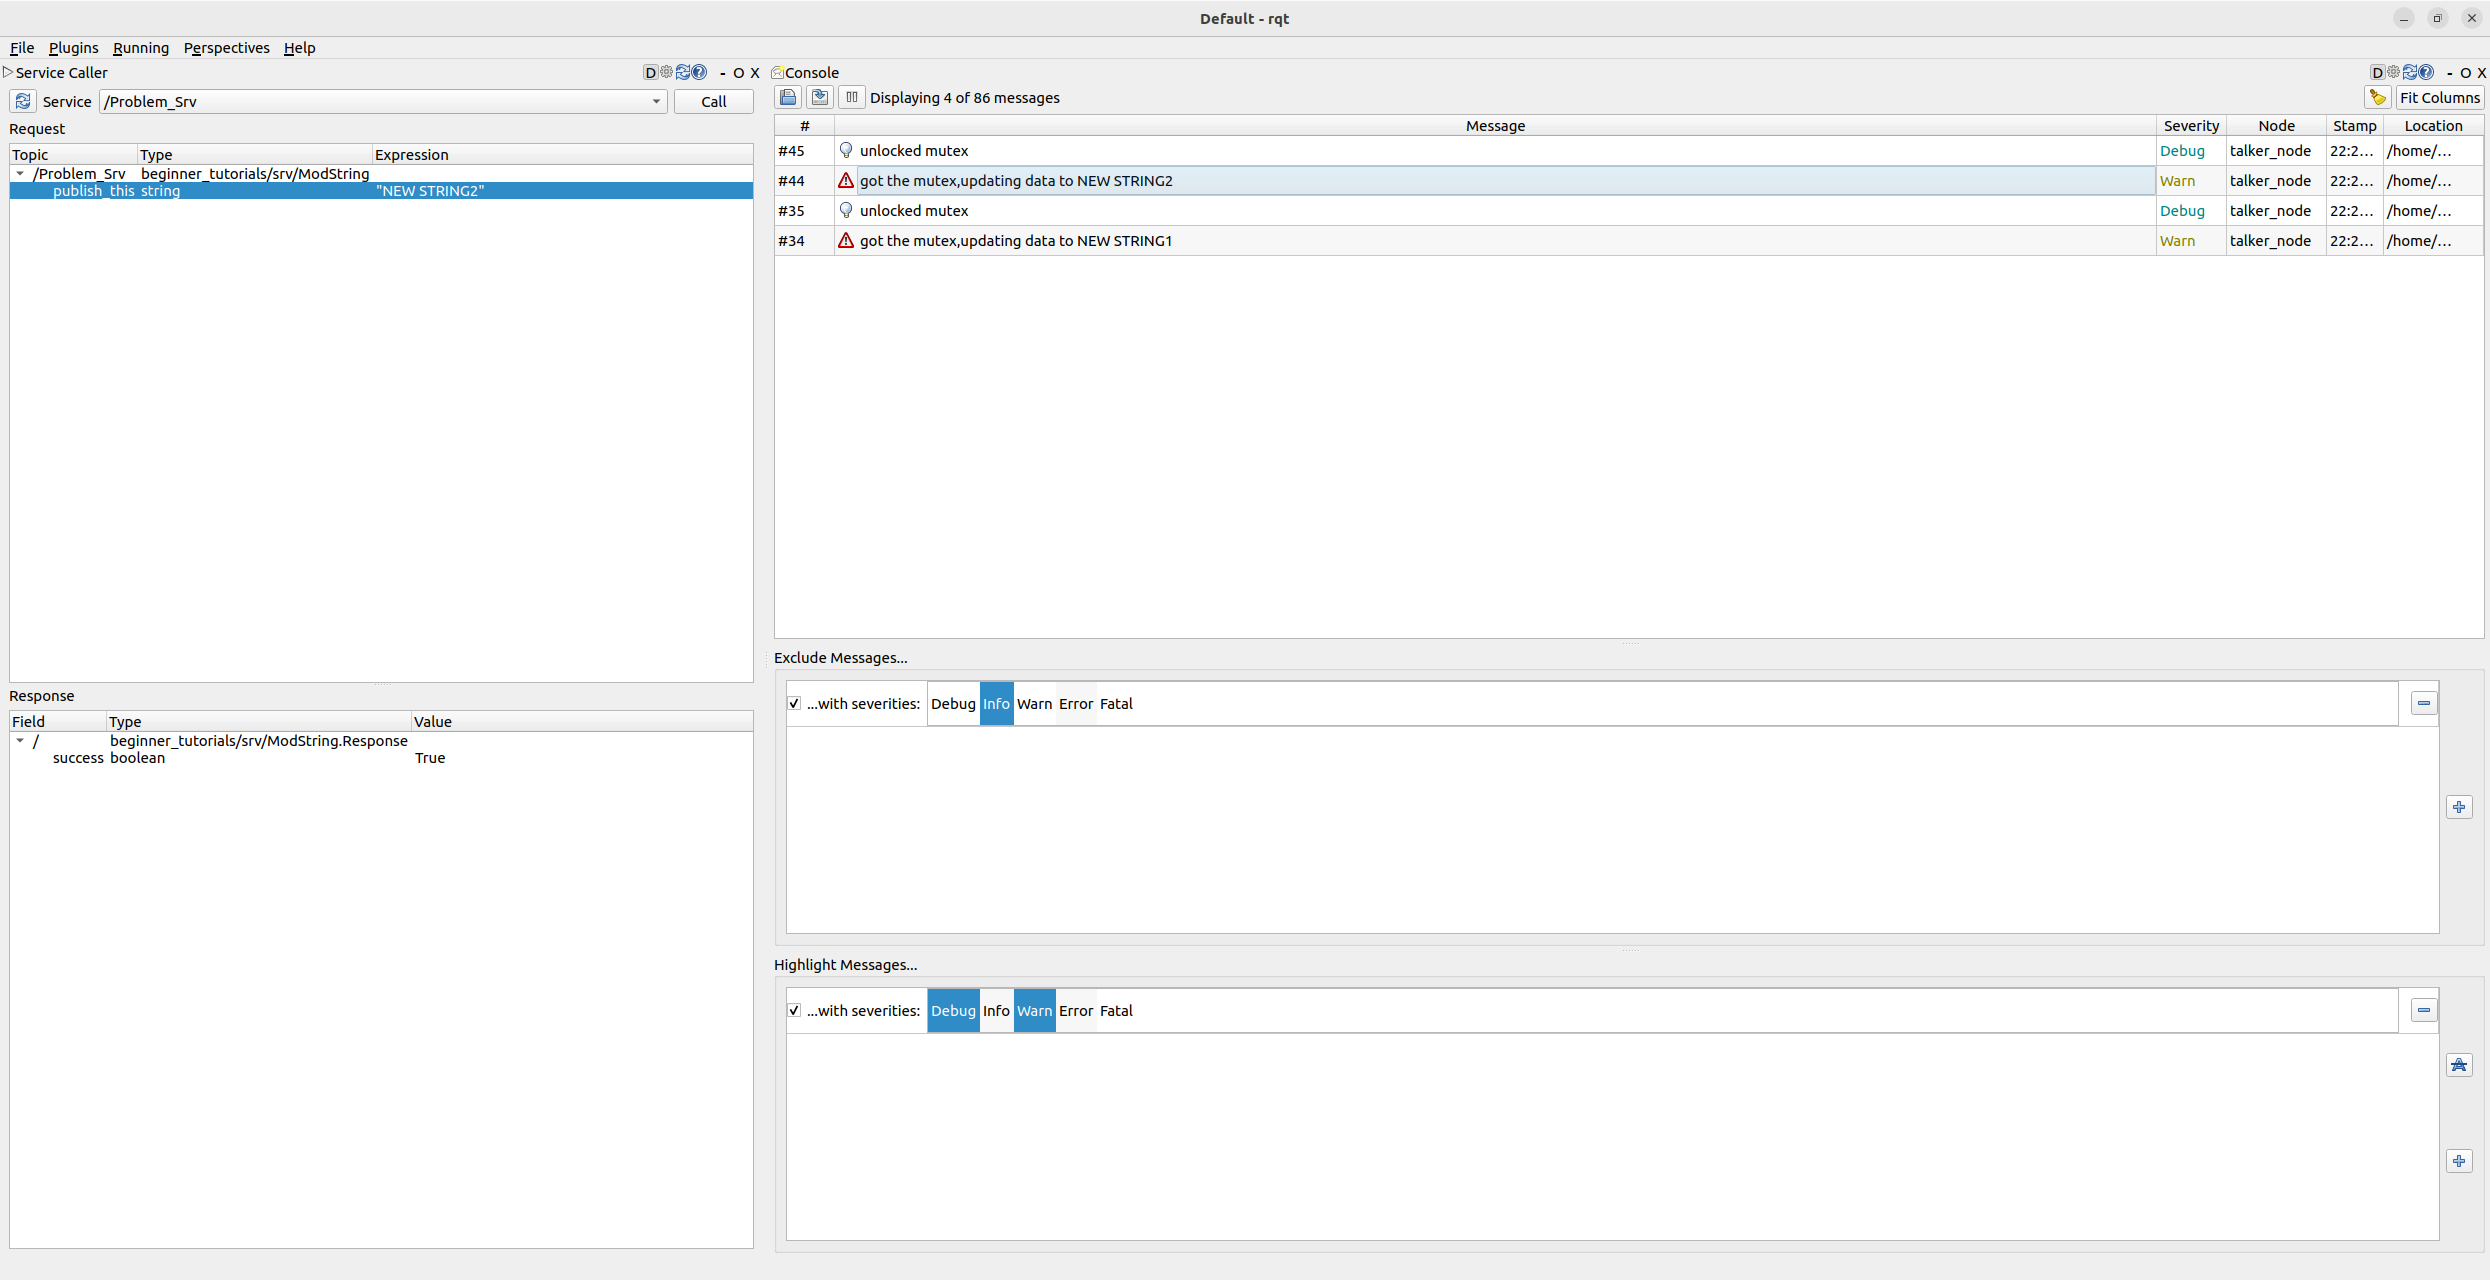 Default - rqt
File Plugins Running Perspectives Help
Service Caller
D ? - O X
Service /Problem_Srv Call
Request
Topic Type Expression
/Problem_Srv beginner_tutorials/srv/ModString
publish_this string "NEW STRING2"
Response
Field Type Value
/ beginner_tutorials/srv/ModString.Response
success boolean True
Console
D ? - O X
Displaying 4 of 86 messages Fit Columns
# Message Severity Node Stamp Location
#45 unlocked mutex Debug talker_node 22:2... /home/...
#44 got the mutex,updating data to NEW STRING2 Warn talker_node 22:2... /home/...
#35 unlocked mutex Debug talker_node 22:2... /home/...
#34 got the mutex,updating data to NEW STRING1 Warn talker_node 22:2... /home/...
Exclude Messages...
...with severities: Debug Info Warn Error Fatal
Highlight Messages...
...with severities: Debug Info Warn Error Fatal